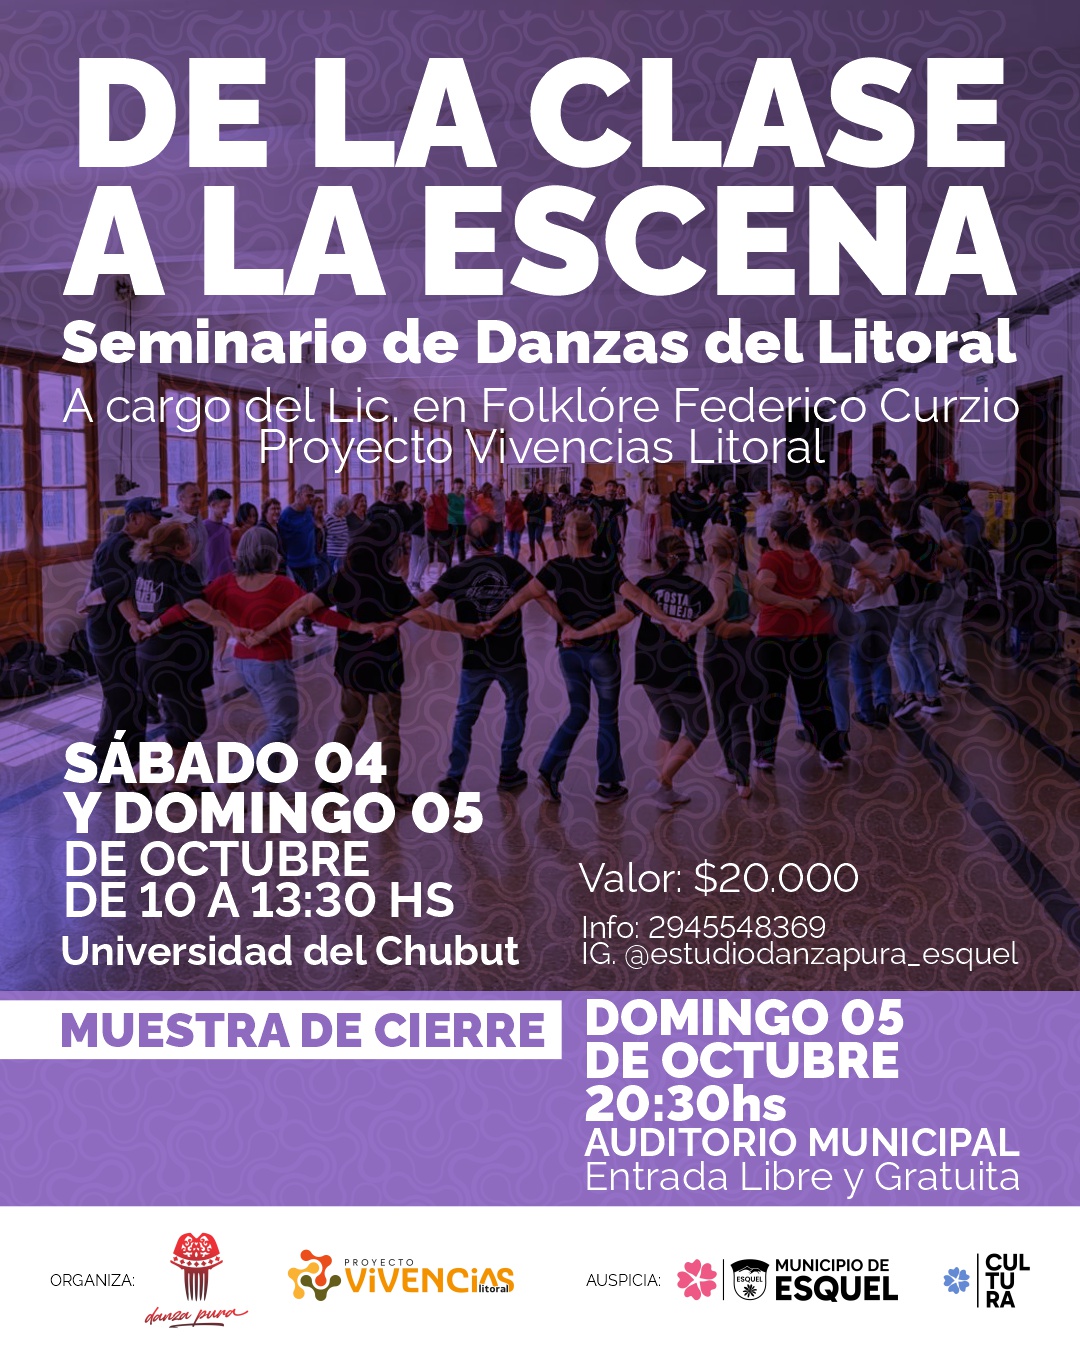 DE LA CLASE
A LA ESCENA
Seminario de Danzas del Litoral
A cargo del Lic. en Folklóre Federico Curzio
Proyecto Vivencias Litoral
POSTA
SÁBADO 04
Y DOMINGO 05
DE OCTUBRE
DE 10 A 13:30 HS
Universidad del Chubut
Valor: $20.000
Info: 2945548369
IG. @estudiodanzapura_esquel
MUESTRA DE CIERRE
DOMINGO 05
DE OCTUBRE
20:30hs
AUDITORIO MUNICIPAL
Entrada Libre y Gratuita
ORGANIZA:
danza pura
PROYECTO
ViVENCiAS
litoral
AUSPICIA:
ESQUEL
MUNICIPIO DE
ESQUEL
CUL
TU
RA